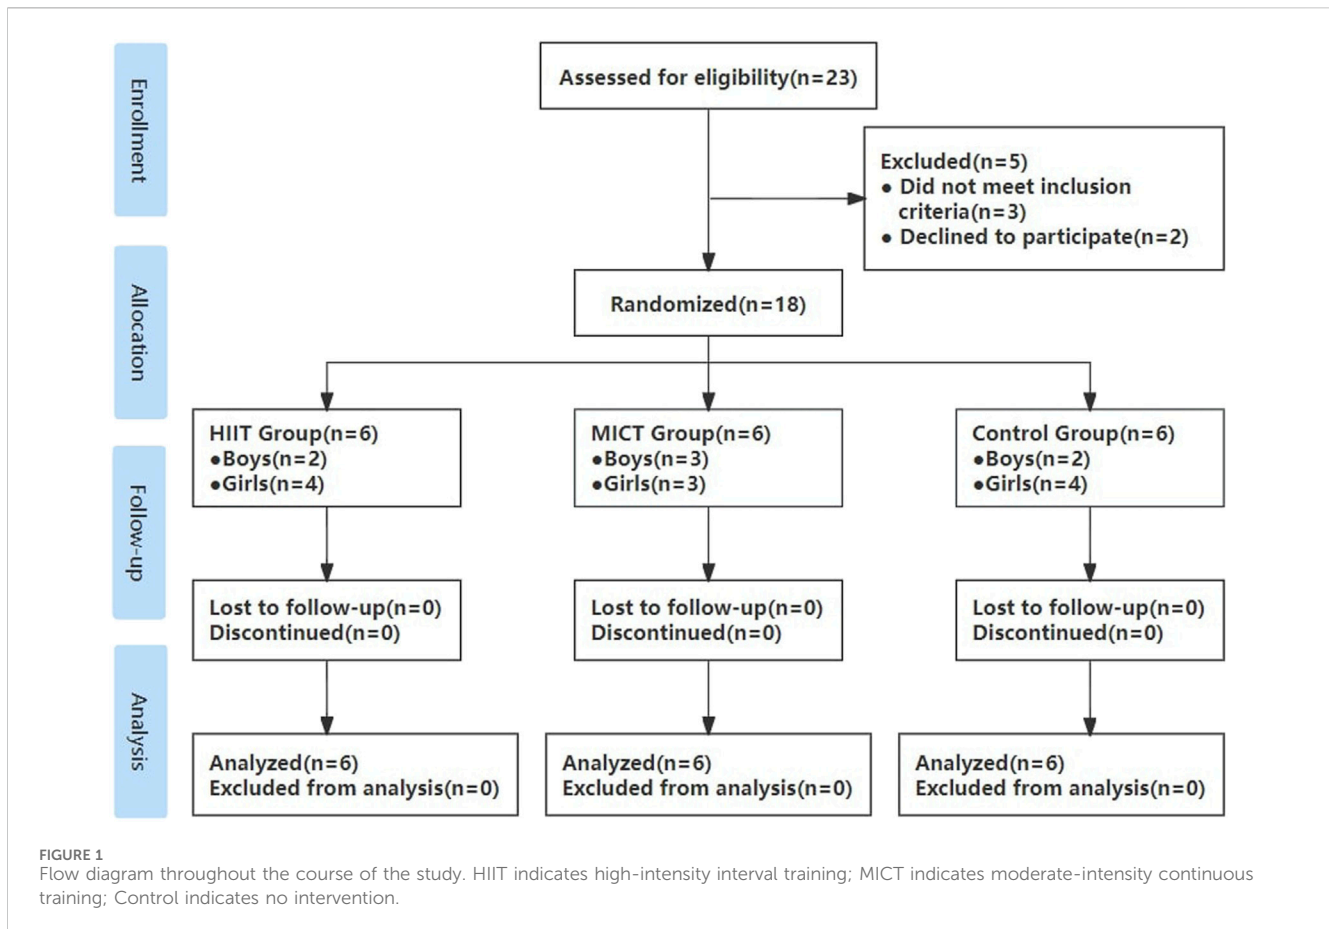 Enrollment
Assessed for eligibility(n=23)
Excluded(n=5)
● Did not meet inclusion
criteria(n=3)
● Declined to participate(n=2)
Allocation
Randomized(n=18)
HIIT Group(n=6)
●Boys(n=2)
●Girls(n=4)
MICT Group(n=6)
●Boys(n=3)
●Girls(n=3)
Control Group(n=6)
●Boys(n=2)
●Girls(n=4)
Follow-up
Lost to follow-up(n=0)
Discontinued(n=0)
Lost to follow-up(n=0)
Discontinued(n=0)
Lost to follow-up(n=0)
Discontinued(n=0)
Analysis
Analyzed(n=6)
Excluded from analysis(n=0)
Analyzed(n=6)
Excluded from analysis(n=0)
Analyzed(n=6)
Excluded from analysis(n=0)
FIGURE 1
Flow diagram throughout the course of the study. HIIT indicates high-intensity interval training; MICT indicates moderate-intensity continuous
training; Control indicates no intervention.